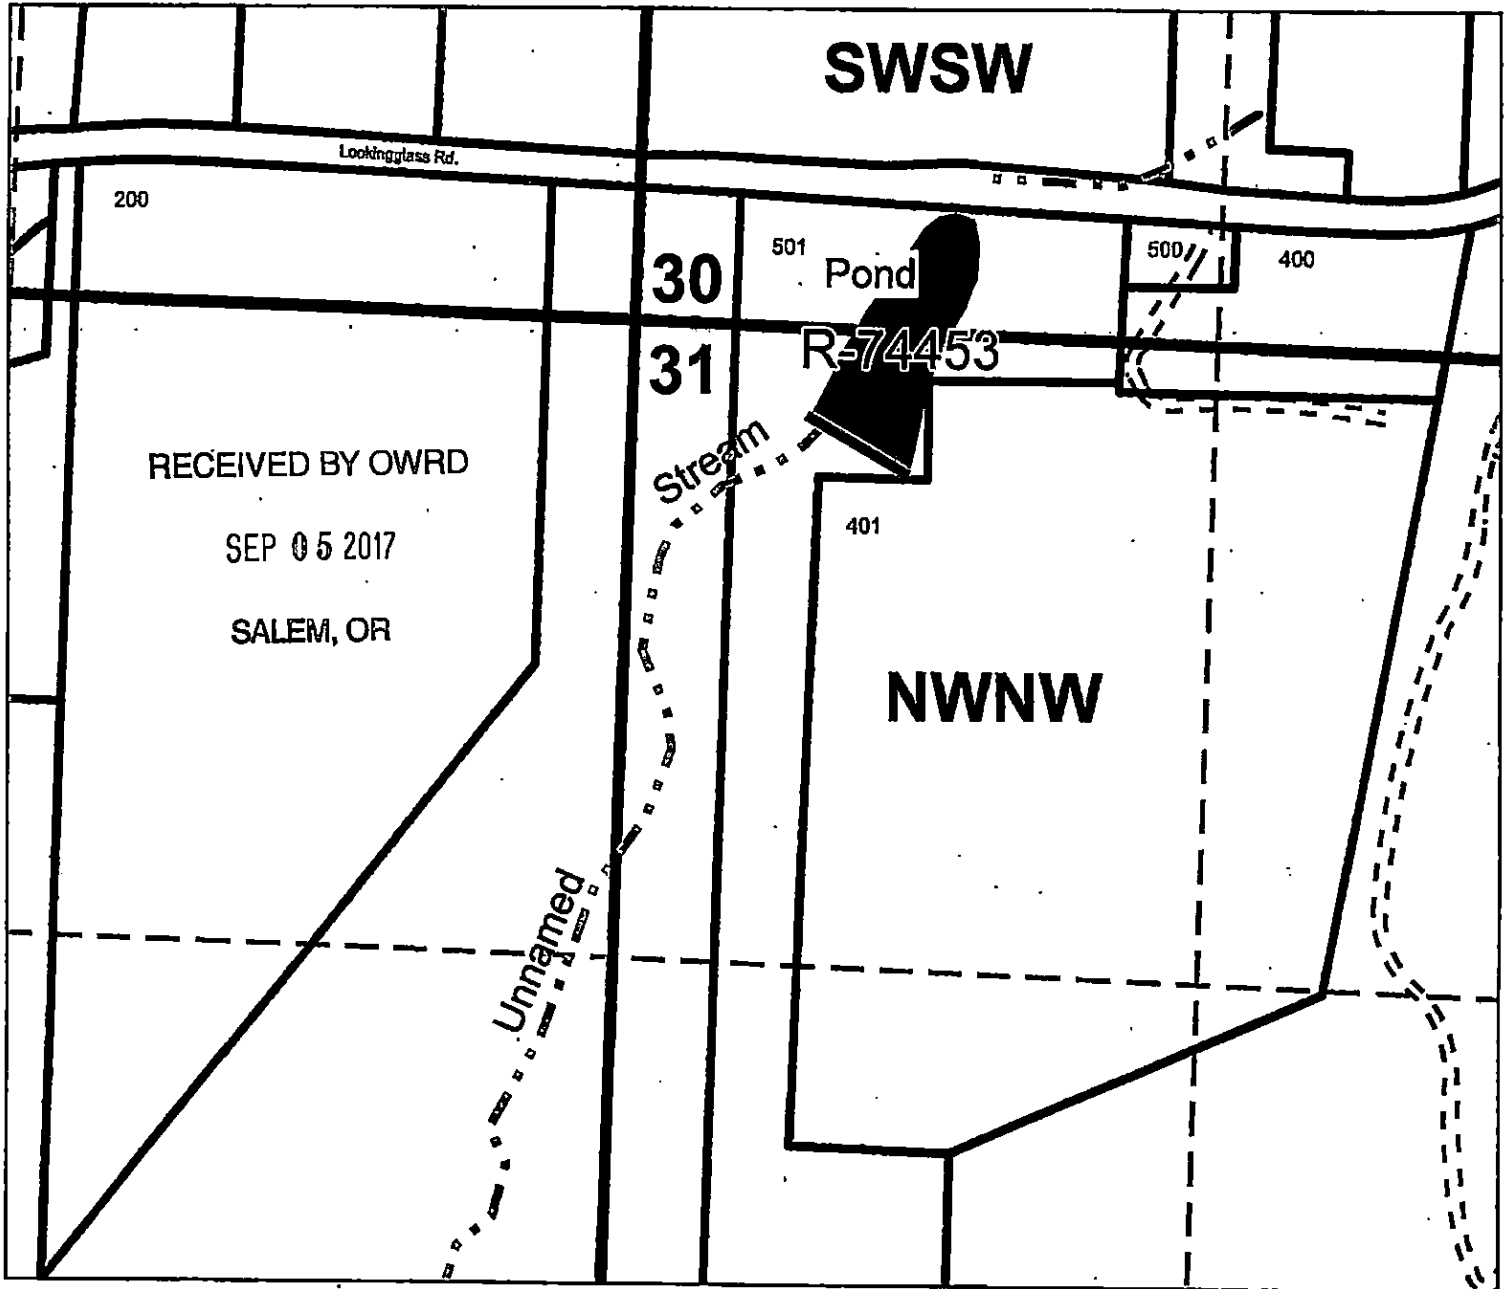 SWSW
Lookingglass Rd.
200
501
Pond
500
400
30
R-74453
31
Stream
RECEIVED BY OWRD
SEP 05 2017
SALEM, OR
401
NWNW
Unnamed